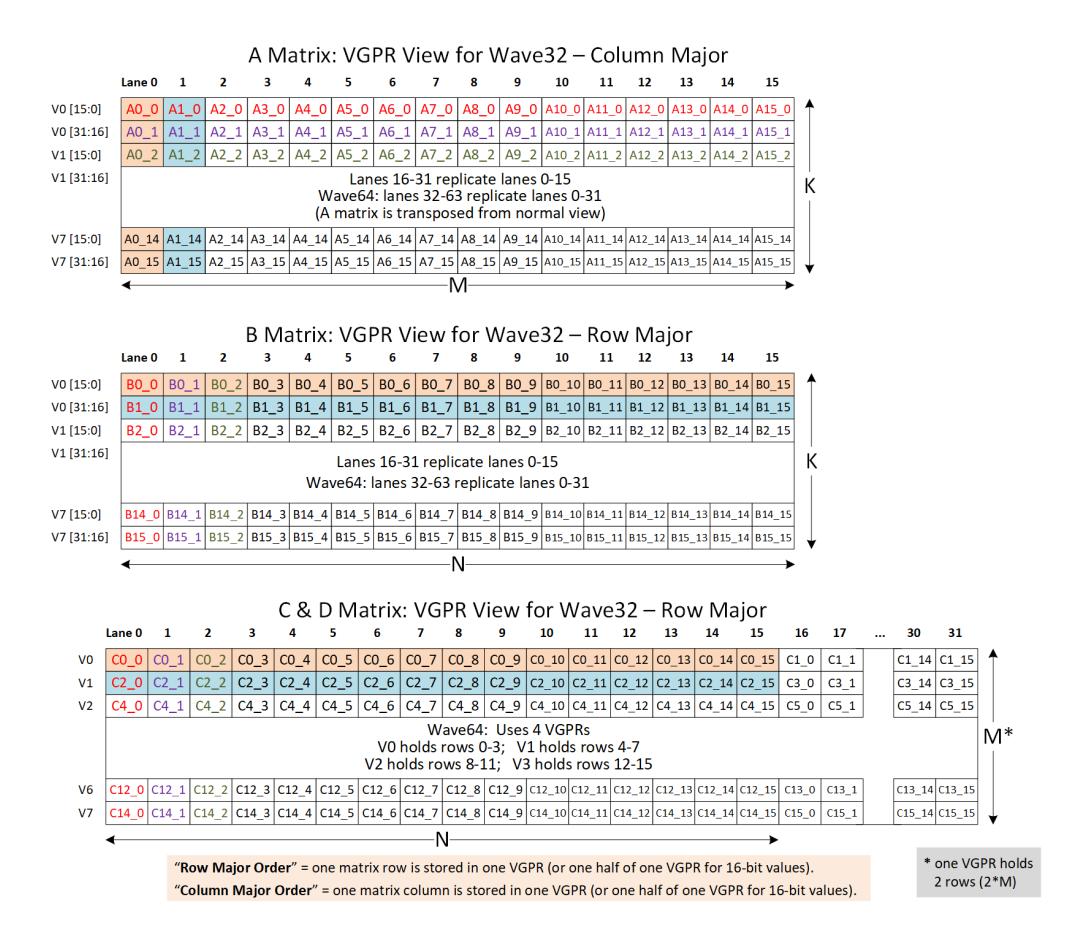 A Matrix: VGPR View for Wave32 – Column Major
Lane 0 1 2 3 4 5 6 7 8 9 10 11 12 13 14 15
V0 [15:0] A0_0 A1_0 A2_0 A3_0 A4_0 A5_0 A6_0 A7_0 A8_0 A9_0 A10_0 A11_0 A12_0 A13_0 A14_0 A15_0
V0 [31:16] A0_1 A1_1 A2_1 A3_1 A4_1 A5_1 A6_1 A7_1 A8_1 A9_1 A10_1 A11_1 A12_1 A13_1 A14_1 A15_1
V1 [15:0] A0_2 A1_2 A2_2 A3_2 A4_2 A5_2 A6_2 A7_2 A8_2 A9_2 A10_2 A11_2 A12_2 A13_2 A14_2 A15_2
V1 [31:16] Lanes 16-31 replicate lanes 0-15
K
Wave64: lanes 32-63 replicate lanes 0-31
(A matrix is transposed from normal view)
V7 [15:0] A0_14 A1_14 A2_14 A3_14 A4_14 A5_14 A6_14 A7_14 A8_14 A9_14 A10_14 A11_14 A12_14 A13_14 A14_14 A15_14
V7 [31:16] A0_15 A1_15 A2_15 A3_15 A4_15 A5_15 A6_15 A7_15 A8_15 A9_15 A10_15 A11_15 A12_15 A13_15 A14_15 A15_15
M
B Matrix: VGPR View for Wave32 – Row Major
Lane 0 1 2 3 4 5 6 7 8 9 10 11 12 13 14 15
V0 [15:0] B0_0 B0_1 B0_2 B0_3 B0_4 B0_5 B0_6 B0_7 B0_8 B0_9 B0_10 B0_11 B0_12 B0_13 B0_14 B0_15
V0 [31:16] B1_0 B1_1 B1_2 B1_3 B1_4 B1_5 B1_6 B1_7 B1_8 B1_9 B1_10 B1_11 B1_12 B1_13 B1_14 B1_15
V1 [15:0] B2_0 B2_1 B2_2 B2_3 B2_4 B2_5 B2_6 B2_7 B2_8 B2_9 B2_10 B2_11 B2_12 B2_13 B2_14 B2_15
V1 [31:16]
Lanes 16-31 replicate lanes 0-15
K
Wave64: lanes 32-63 replicate lanes 0-31
V7 [15:0] B14_0 B14_1 B14_2 B14_3 B14_4 B14_5 B14_6 B14_7 B14_8 B14_9 B14_10 B14_11 B14_12 B14_13 B14_14 B14_15
V7 [31:16] B15_0 B15_1 B15_2 B15_3 B15_4 B15_5 B15_6 B15_7 B15_8 B15_9 B15_10 B15_11 B15_12 B15_13 B15_14 B15_15
N
C & D Matrix: VGPR View for Wave32 – Row Major
Lane 0 1 2 3 4 5 6 7 8 9 10 11 12 13 14 15 16 17 ... 30 31
V0 C0_0 C0_1 C0_2 C0_3 C0_4 C0_5 C0_6 C0_7 C0_8 C0_9 C0_10 C0_11 C0_12 C0_13 C0_14 C0_15 C1_0 C1_1 C1_14 C1_15
V1 C2_0 C2_1 C2_2 C2_3 C2_4 C2_5 C2_6 C2_7 C2_8 C2_9 C2_10 C2_11 C2_12 C2_13 C2_14 C2_15 C3_0 C3_1 C3_14 C3_15
V2 C4_0 C4_1 C4_2 C4_3 C4_4 C4_5 C4_6 C4_7 C4_8 C4_9 C4_10 C4_11 C4_12 C4_13 C4_14 C4_15 C5_0 C5_1 C5_14 C5_15
Wave64: Uses 4 VGPRs
M*
V0 holds rows 0-3; V1 holds rows 4-7
V2 holds rows 8-11; V3 holds rows 12-15
V6 C12_0 C12_1 C12_2 C12_3 C12_4 C12_5 C12_6 C12_7 C12_8 C12_9 C12_10 C12_11 C12_12 C12_13 C12_14 C12_15 C13_0 C13_1 C13_14 C13_15
V7 C14_0 C14_1 C14_2 C14_3 C14_4 C14_5 C14_6 C14_7 C14_8 C14_9 C14_10 C14_11 C14_12 C14_13 C14_14 C14_15 C15_0 C15_1 C15_14 C15_15
N
"Row Major Order" = one matrix row is stored in one VGPR (or one half of one VGPR for 16-bit values).
"Column Major Order" = one matrix column is stored in one VGPR (or one half of one VGPR for 16-bit values).
* one VGPR holds
2 rows (2*M)